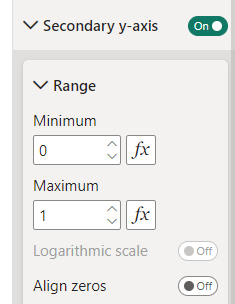 Secondary y-axis On
Range
Minimum
0 fx
Maximum
1 fx
Logarithmic scale Off
Align zeros Off